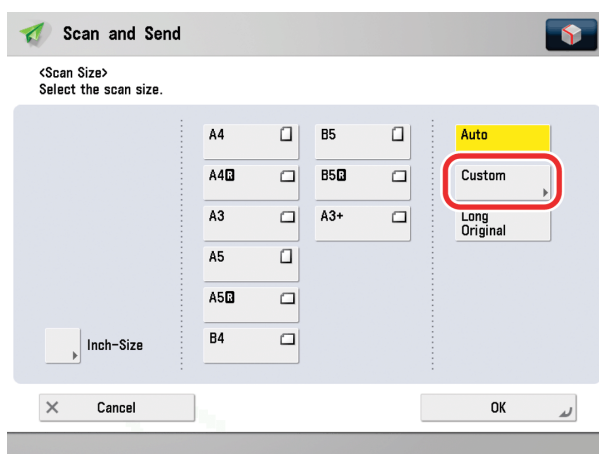 Scan and Send
<Scan Size>
Select the scan size.
A4
B5
Auto
A4R
B5R
Custom
A3
A3+
Long
Original
A5
A5R
Inch-Size
B4
Cancel
OK